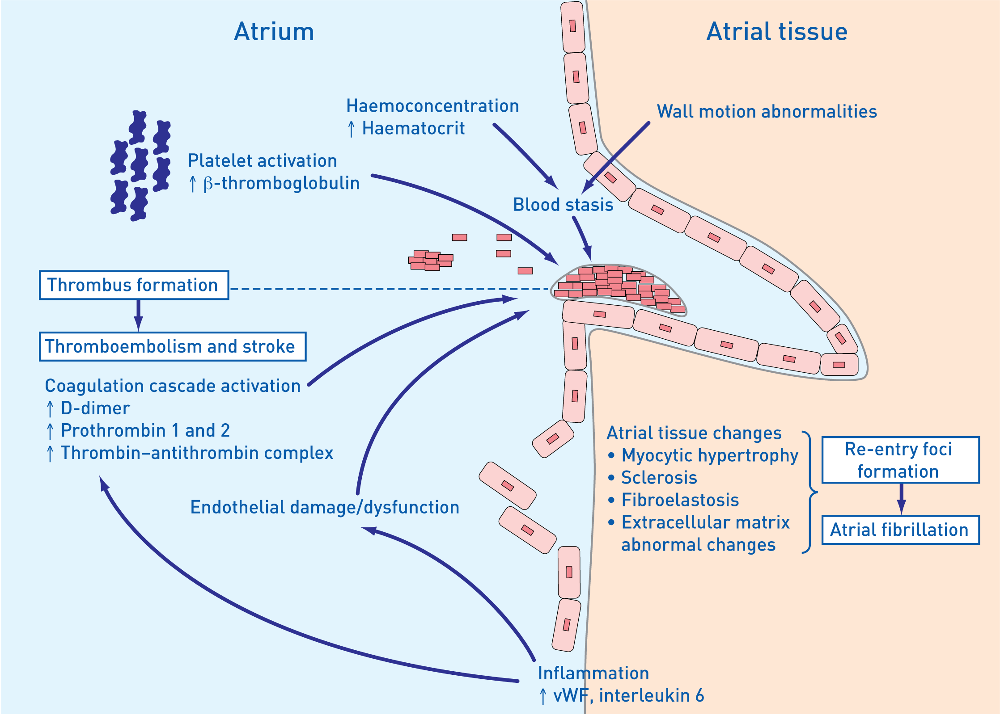 Atrium
Atrial tissue
Haemoconcentration
↑ Haematocrit
Wall motion abnormalities
Platelet activation
↑ β-thromboglobulin
Blood stasis
Thrombus formation
Thromboembolism and stroke
Coagulation cascade activation
↑ D-dimer
↑ Prothrombin 1 and 2
↑ Thrombin–antithrombin complex
Endothelial damage/dysfunction
Atrial tissue changes
• Myocytic hypertrophy
• Sclerosis
• Fibroelastosis
• Extracellular matrix
abnormal changes
Re-entry foci
formation
Atrial fibrillation
Inflammation
↑ vWF, interleukin 6